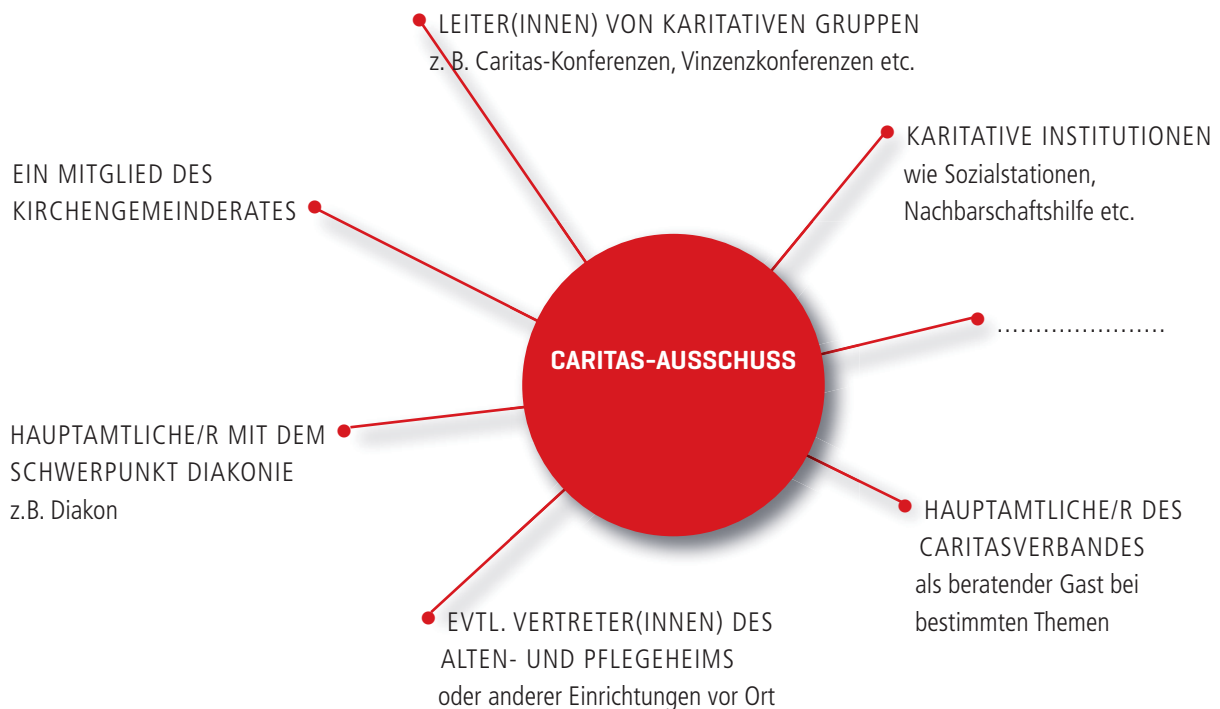 LEITER(INNEN) VON KARITATIVEN GRUPPEN
z. B. Caritas-Konferenzen, Vinzenzkonferenzen etc.
KARITATIVE INSTITUTIONEN
wie Sozialstationen,
Nachbarschaftshilfe etc.
EIN MITGLIED DES
KIRCHENGEMEINDERATES
......................
CARITAS-AUSSCHUSS
HAUPTAMTLICHE/R MIT DEM
SCHWERPUNKT DIAKONIE
z.B. Diakon
HAUPTAMTLICHE/R DES
CARITASVERBANDES
als beratender Gast bei
bestimmten Themen
EVTL. VERTRETER(INNEN) DES
ALTEN- UND PFLEGEHEIMS
oder anderer Einrichtungen vor Ort